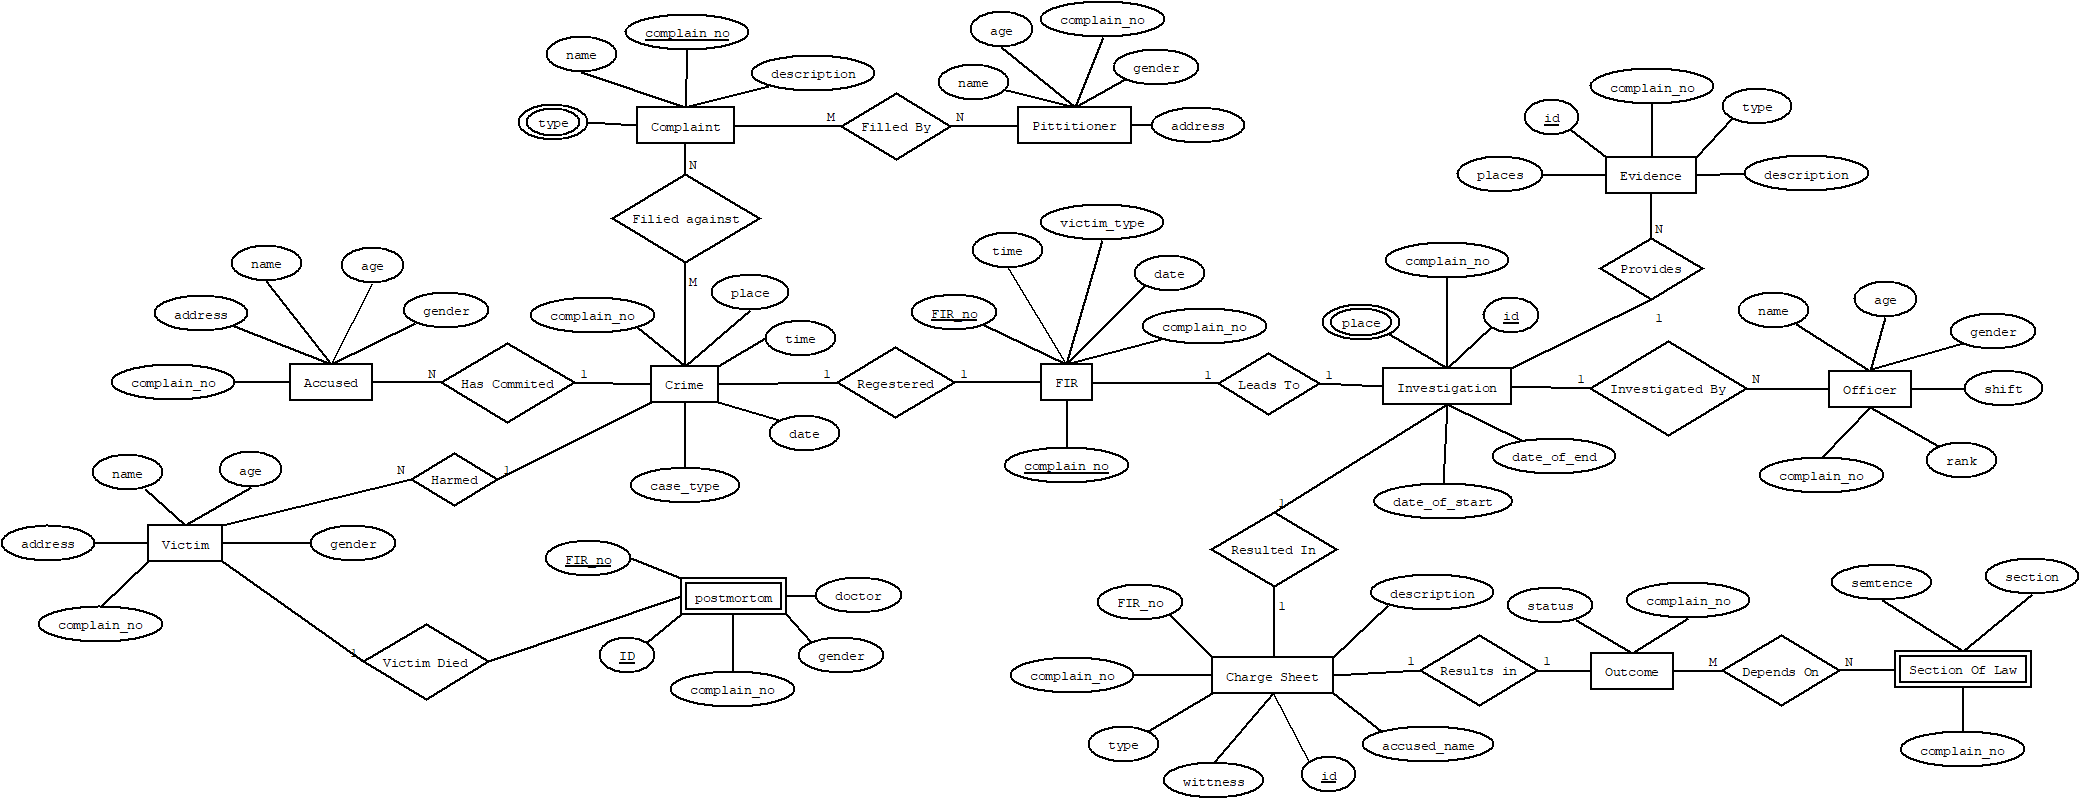 complain_no
age
complain_no
name
description
name
gender
type
Complaint
M
Filled By
N
Pittitioner
address
complain_no
id
type
places
Evidence
description
N
Filied against
M
N
Provides
1
name
age
address
gender
complain_no
Accused
N
Has Commited
1
complain_no
place
time
Crime
date
case_type
1
Regestered
1
time
victim_type
date
FIR_no
complain_no
FIR
complain_no
1
Leads To
1
complain_no
place
id
Investigation
date_of_end
date_of_start
1
Investigated By
N
name
age
gender
Officer
shift
complain_no
rank
name
age
N
Harmed
1
address
Victim
gender
complain_no
1
Victim Died
FIR_no
postmortom
doctor
ID
gender
complain_no
1
Resulted In
1
FIR_no
description
complain_no
Charge Sheet
type
accused_name
wittness
id
1
Results in
1
status
complain_no
Outcome
M
Depends On
N
semtence
section
Section Of Law
complain_no